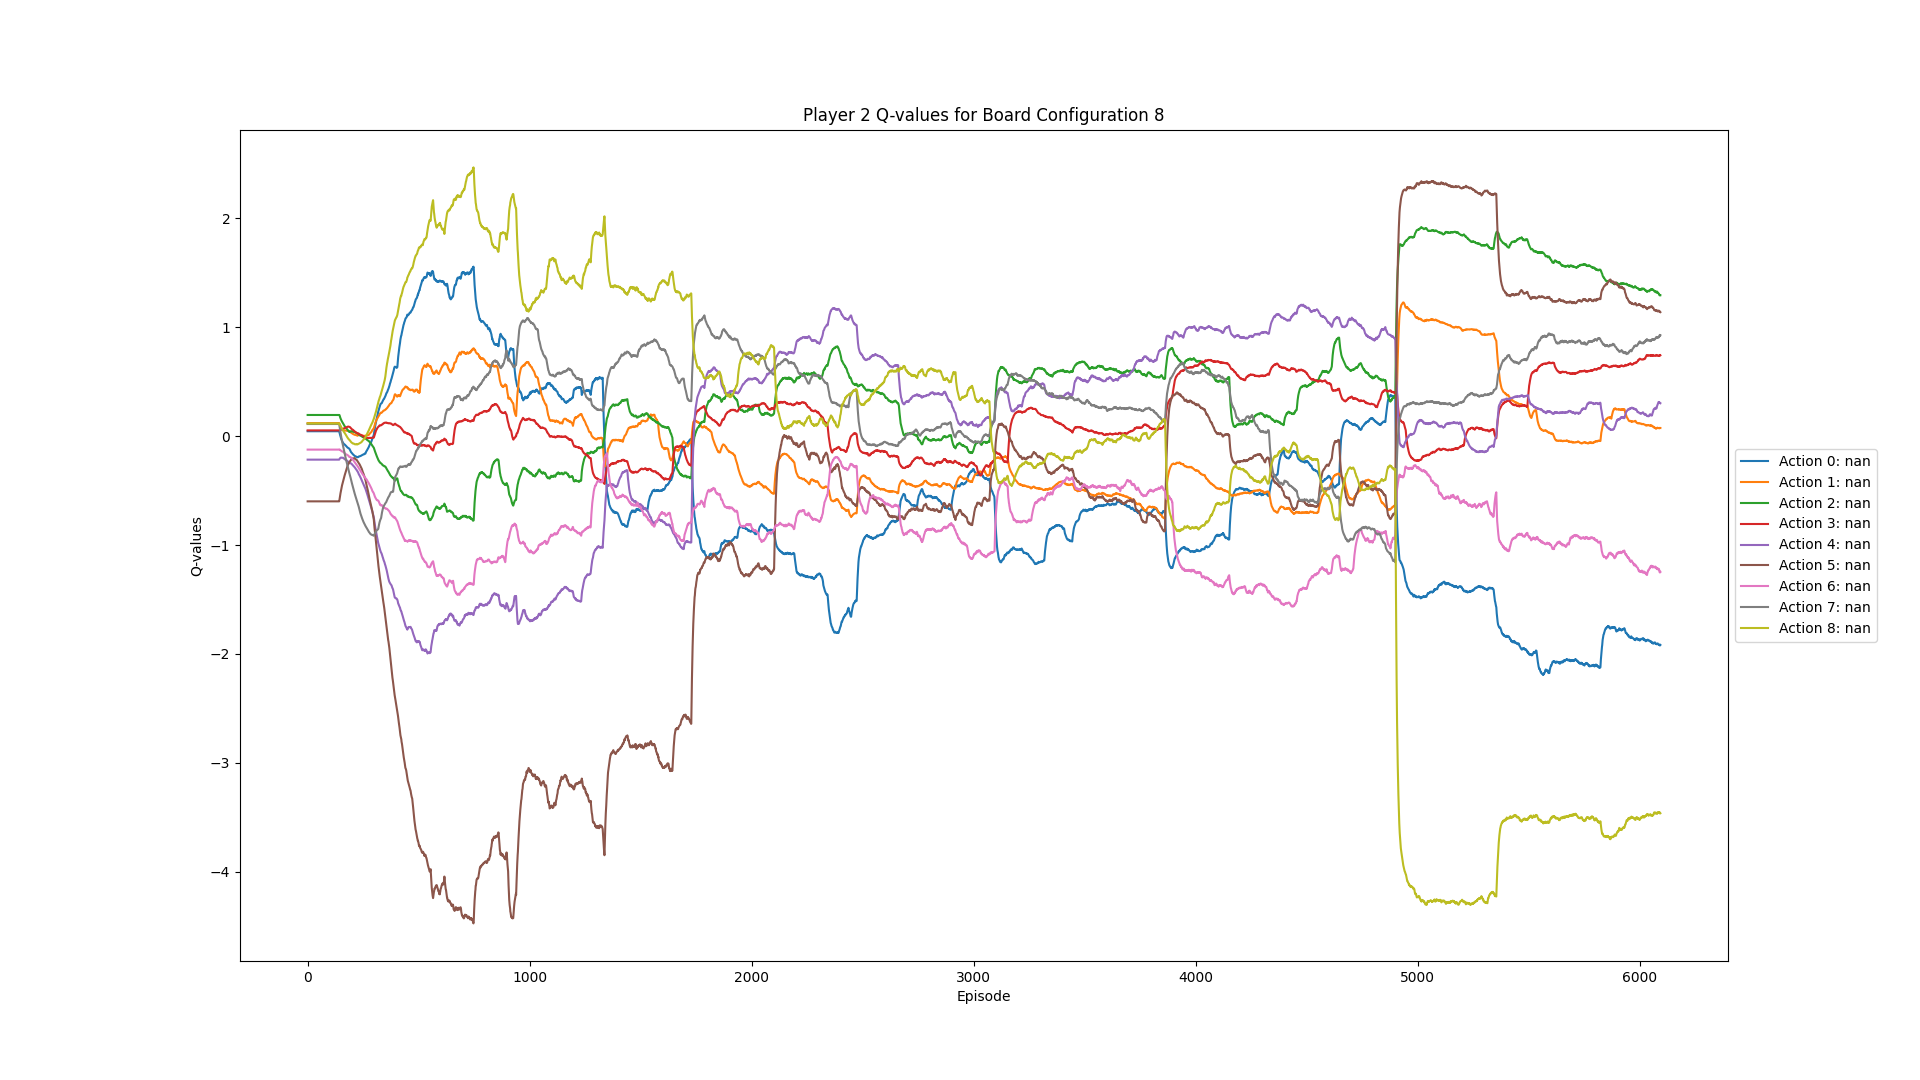 Player 2 Q-values for Board Configuration 8
Q-values
2
1
0
−1
−2
−3
−4
0
1000
2000
3000
4000
5000
6000
Episode
Action 0: nan
Action 1: nan
Action 2: nan
Action 3: nan
Action 4: nan
Action 5: nan
Action 6: nan
Action 7: nan
Action 8: nan